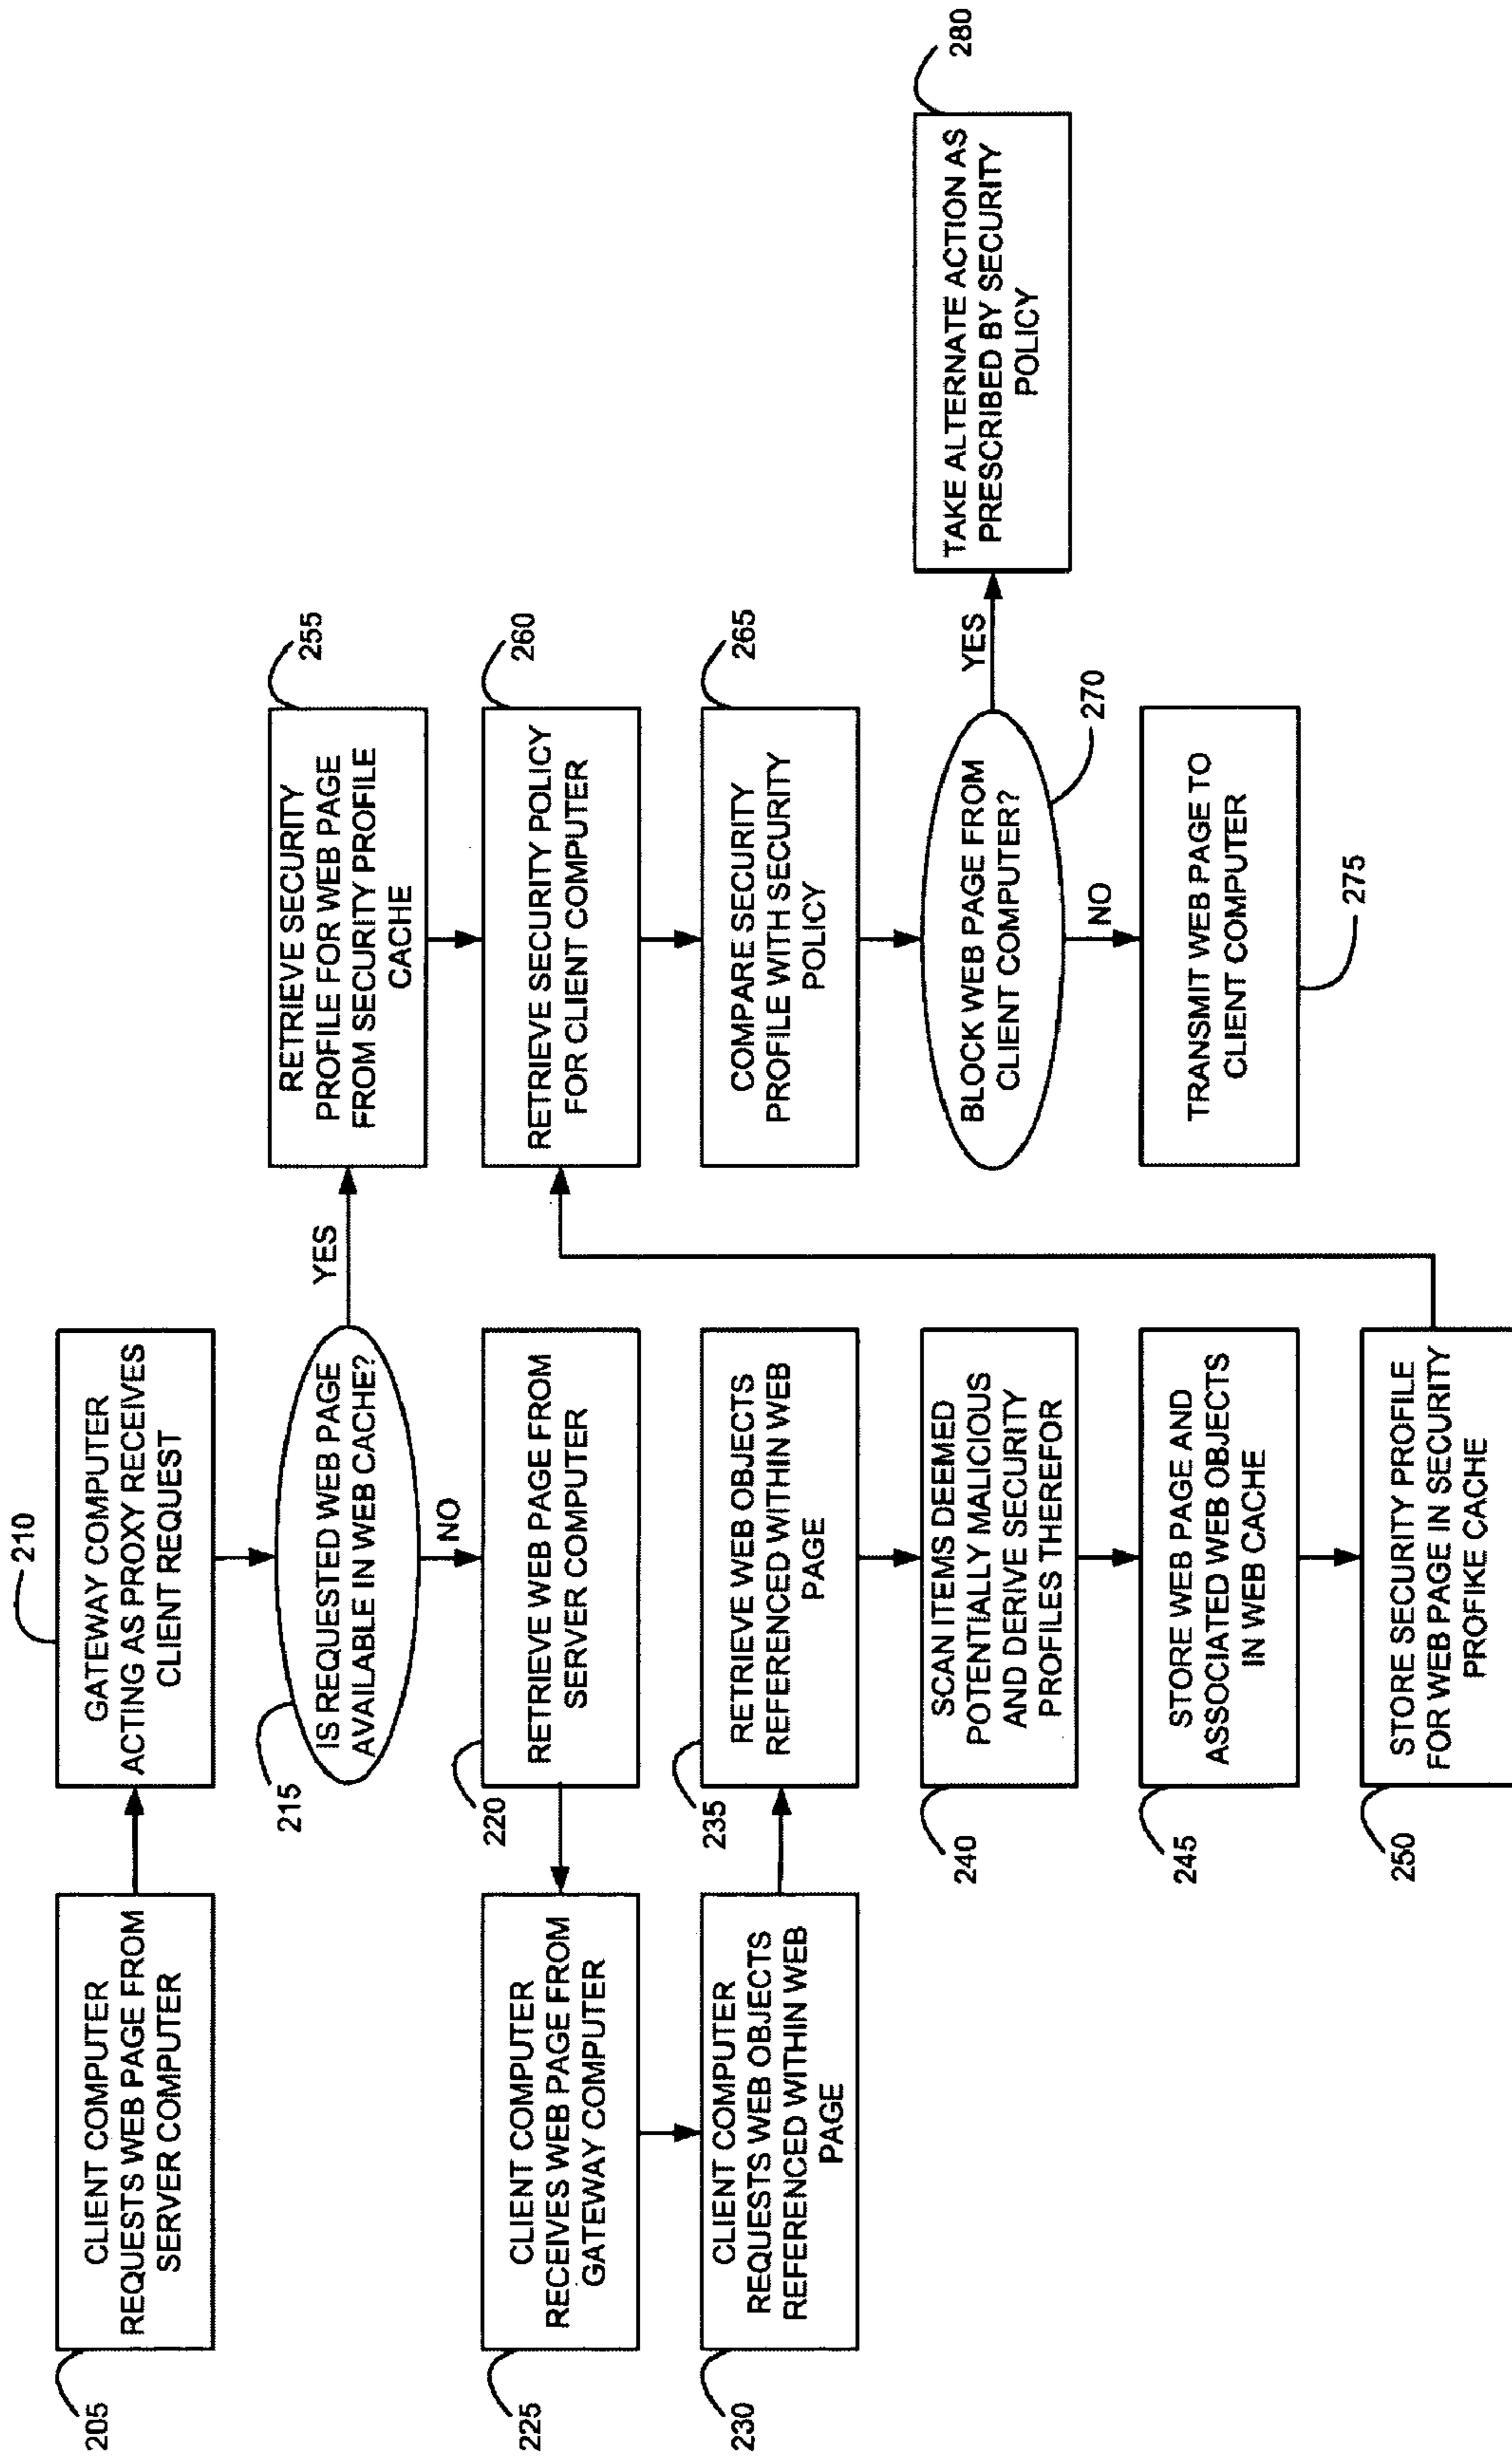 205
CLIENT COMPUTER
REQUESTS WEB PAGE FROM
SERVER COMPUTER
210
GATEWAY COMPUTER
ACTING AS PROXY RECEIVES
CLIENT REQUEST
215
IS REQUESTED WEB PAGE
AVAILABLE IN WEB CACHE?
YES
NO
220
RETRIEVE WEB PAGE FROM
SERVER COMPUTER
225
CLIENT COMPUTER
RECEIVES WEB PAGE FROM
GATEWAY COMPUTER
230
CLIENT COMPUTER
REQUESTS WEB OBJECTS
REFERENCED WITHIN WEB
PAGE
235
RETRIEVE WEB OBJECTS
REFERENCED WITHIN WEB
PAGE
240
SCAN ITEMS DEEMED
POTENTIALLY MALICIOUS
AND DERIVE SECURITY
PROFILES THEREFOR
245
STORE WEB PAGE AND
ASSOCIATED WEB OBJECTS
IN WEB CACHE
250
STORE SECURITY PROFILE
FOR WEB PAGE IN SECURITY
PROFIKE CACHE
255
RETRIEVE SECURITY
PROFILE FOR WEB PAGE
FROM SECURITY PROFILE
CACHE
260
RETRIEVE SECURITY POLICY
FOR CLIENT COMPUTER
265
COMPARE SECURITY
PROFILE WITH SECURITY
POLICY
270
BLOCK WEB PAGE FROM
CLIENT COMPUTER?
YES
NO
275
TRANSMIT WEB PAGE TO
CLIENT COMPUTER
280
TAKE ALTERNATE ACTION AS
PRESCRIBED BY SECURITY
POLICY